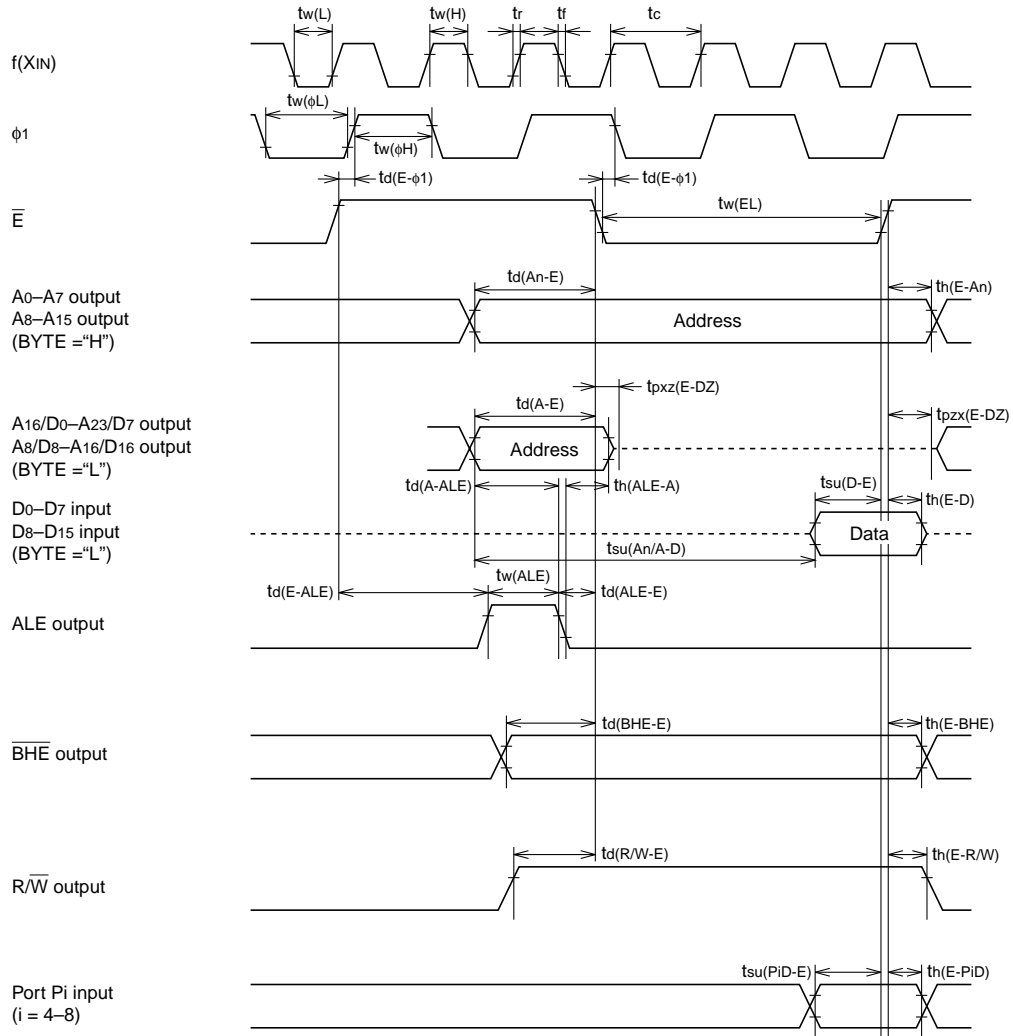 tw(L) tw(H) tr tf tc
f(XIN)
tw(ϕL)
ϕ1
tw(ϕH)
td(E-ϕ1) td(E-ϕ1)
tw(EL)
E
td(An-E) th(E-An)
A0–A7 output
A8–A15 output
(BYTE =“H”)
Address
tpxz(E-DZ)
td(A-E) tpzx(E-DZ)
A16/D0–A23/D7 output
A8/D8–A16/D16 output
(BYTE =“L”)
Address
td(A-ALE) th(ALE-A) tsu(D-E) th(E-D)
D0–D7 input
D8–D15 input
(BYTE =“L”)
Data
tsu(An/A-D)
tw(ALE)
td(E-ALE) td(ALE-E)
ALE output
td(BHE-E) th(E-BHE)
BHE output
td(R/W-E) th(E-R/W)
R/W output
tsu(PiD-E) th(E-PiD)
Port Pi input
(i = 4–8)